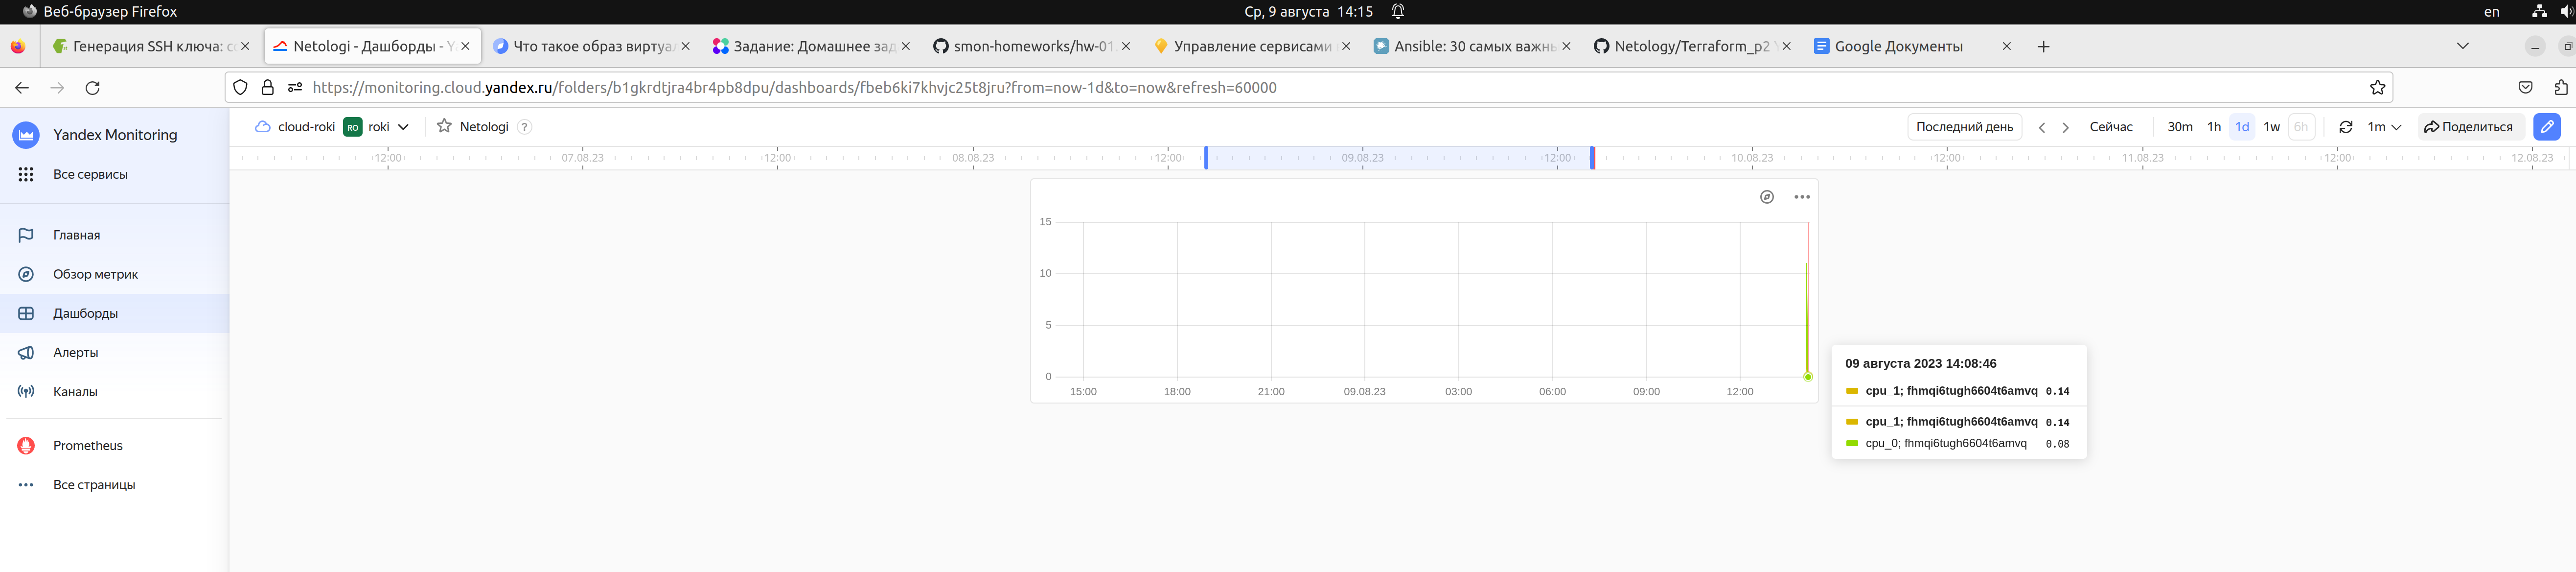 Веб-браузер Firefox
Ср, 9 августа 14:15
en
Генерация SSH ключа: со
Netologi - Дашборды - Y
Что такое образ виртуал
Задание: Домашнее зад
smon-homeworks/hw-01.
Управление сервисами
Ansible: 30 самых важны
Netology/Terraform_p2
Google Документы
https://monitoring.cloud.yandex.ru/folders/b1gkrdtjra4br4pb8dpu/dashboards/fbeb6ki7khvjc25t8jru?from=now-1d&to=now&refresh=60000
Yandex Monitoring
Все сервисы
Главная
Обзор метрик
Дашборды
Алерты
Каналы
Prometheus
Все страницы
cloud-roki RO roki Netologi ?
Последний день Сейчас 30m 1h 1d 1w 6h 1m Поделиться
12:00 07.08.23 12:00 08.08.23 12:00 09.08.23 12:00 10.08.23 12:00 11.08.23 12:00 12.08.23
15
10
5
0
15:00 18:00 21:00 09.08.23 03:00 06:00 09:00 12:00
09 августа 2023 14:08:46
cpu_1; fhmqi6tugh6604t6amvq 0.14
cpu_1; fhmqi6tugh6604t6amvq 0.14
cpu_0; fhmqi6tugh6604t6amvq 0.08